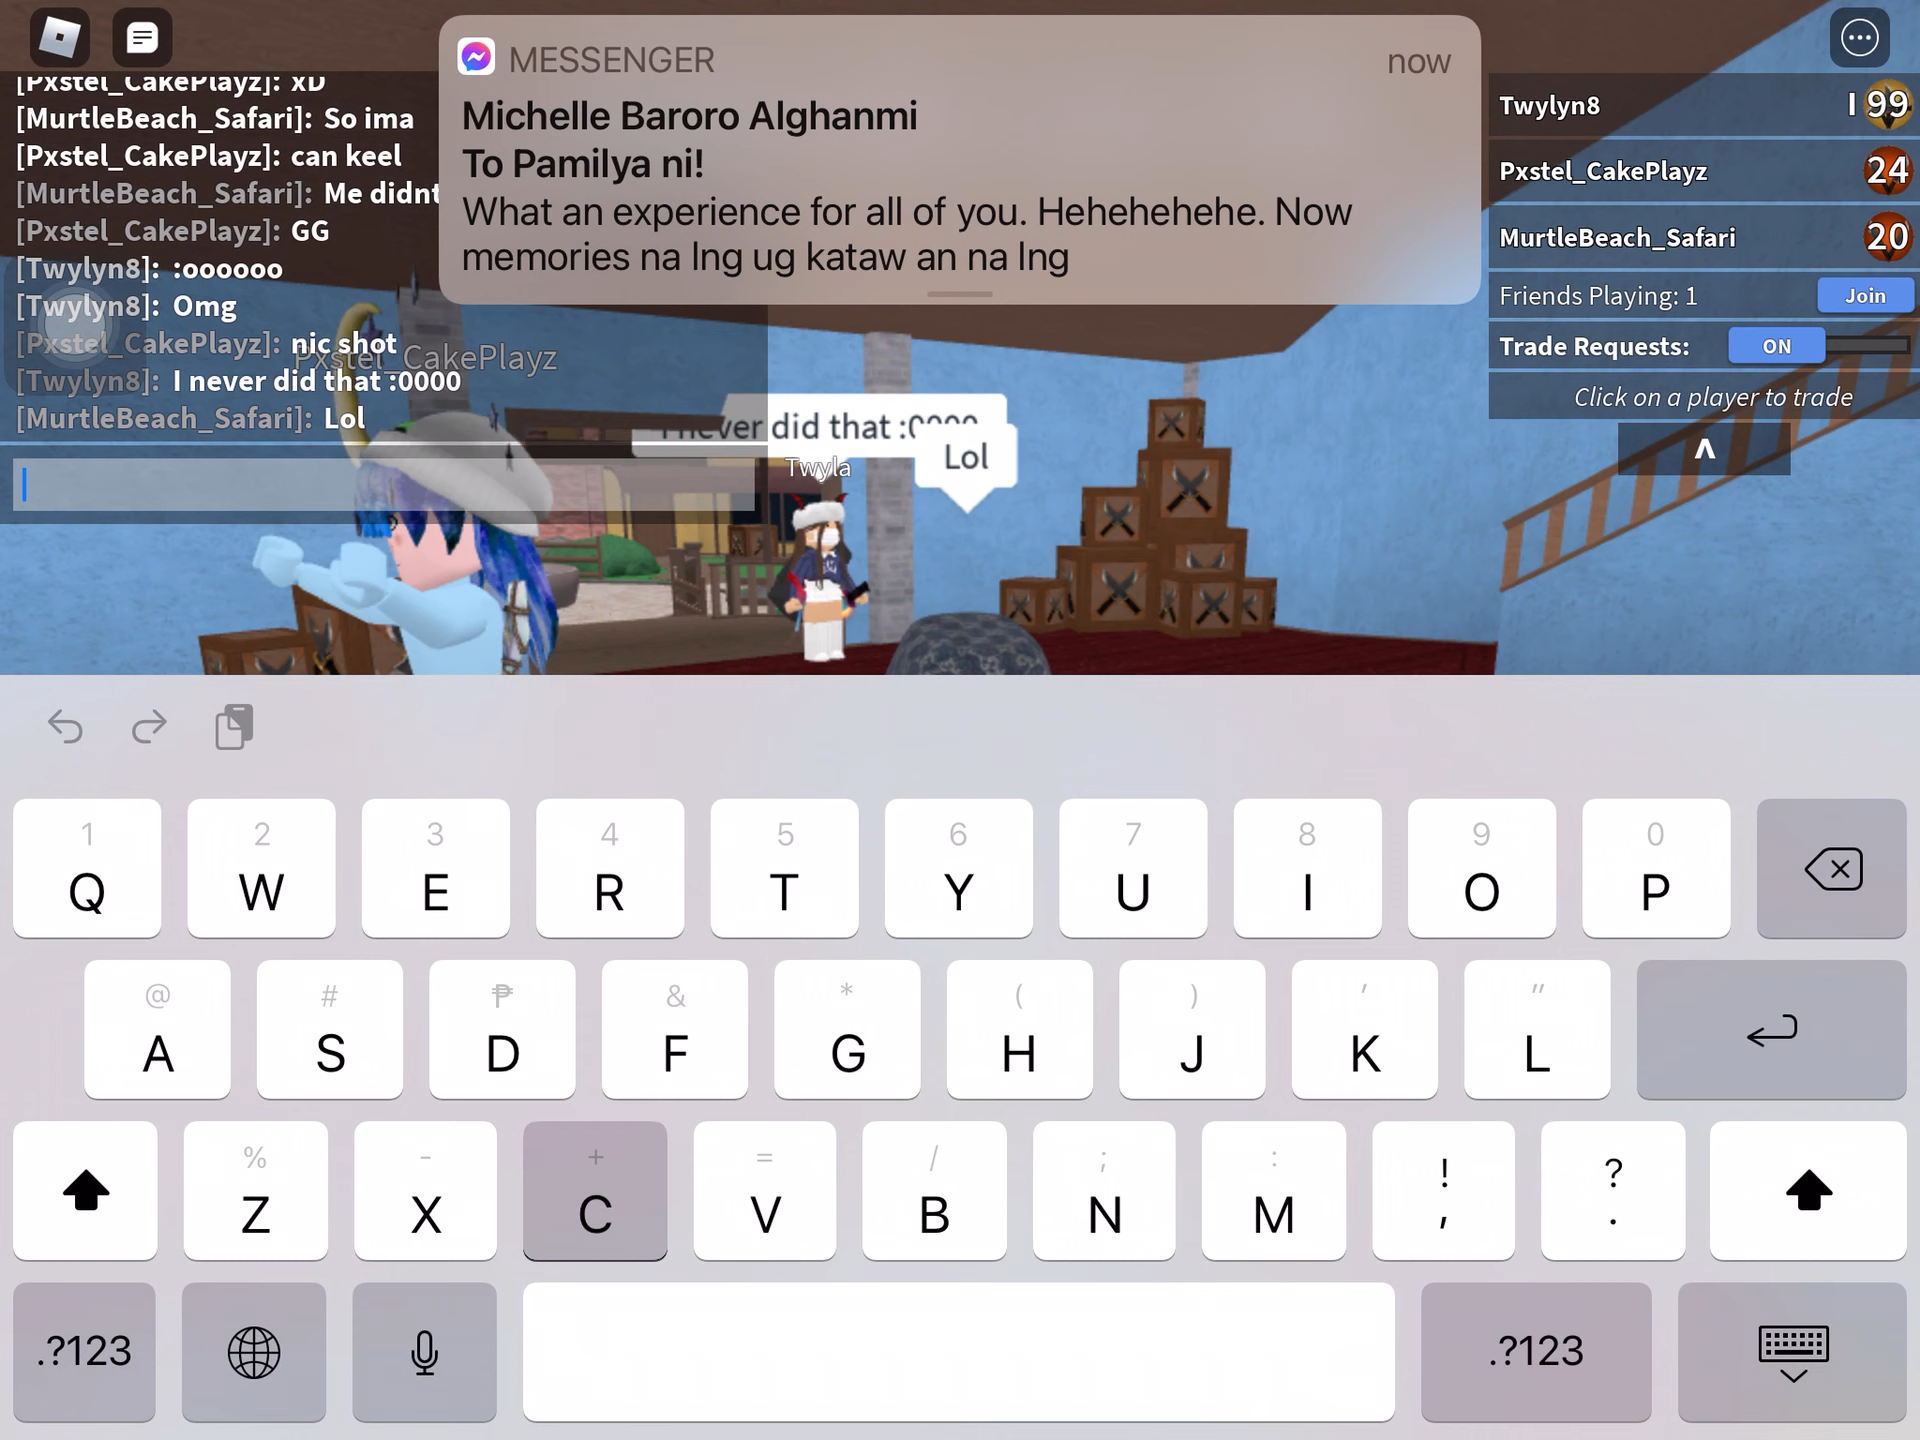 MESSENGER
now
Michelle Baroro Alghanmi
To Pamilya ni!
What an experience for all of you. Hehehehehe. Now
memories na lng ug kataw an na lng
[Pxstel_CakePlayz]: xD
[MurtleBeach_Safari]: So ima
[Pxstel_CakePlayz]: can keel
[MurtleBeach_Safari]: Me didnt
[Pxstel_CakePlayz]: GG
[Twylyn8]: :oooooo
[Twylyn8]: Omg
[Pxstel_CakePlayz]: nic shot
[Twylyn8]: I never did that :0000
[MurtleBeach_Safari]: Lol
Pxstel_CakePlayz
I never did that :0000
Lol
Twyla
Twylyn8 I 99
Pxstel_CakePlayz 24
MurtleBeach_Safari 20
Friends Playing: 1 Join
Trade Requests: ON
Click on a player to trade
1 2 3 4 5 6 7 8 9 0
Q W E R T Y U I O P
@ # ₱ & * ( ) ' "
A S D F G H J K L
% - + = / ; : ! ?
Z X C V B N M , .
.?123 .?123